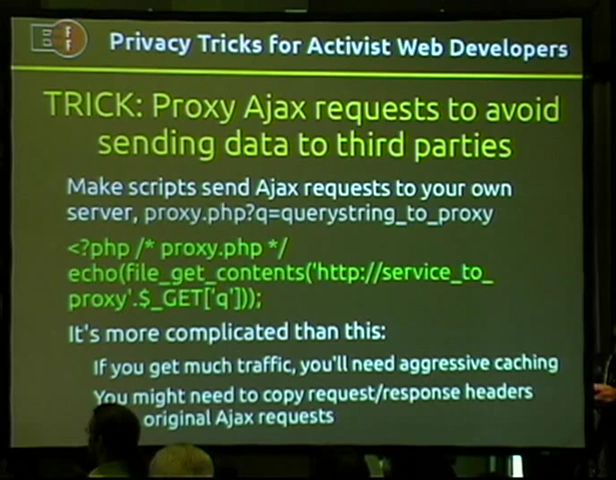 E
F
F
Privacy Tricks for Activist Web Developers
TRICK: Proxy Ajax requests to avoid
sending data to third parties
Make scripts send Ajax requests to your own
server, proxy.php?q=querystring_to_proxy
<?php /* proxy.php */
echo(file_get_contents('http://service_to_
proxy'.$_GET['q']));
It's more complicated than this:
If you get much traffic, you'll need aggressive caching
You might need to copy request/response headers
original Ajax requests